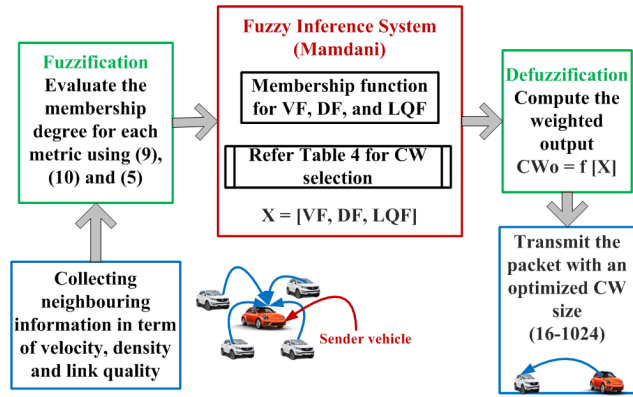 Fuzzification
Evaluate the
membership
degree for each
metric using (9),
(10) and (5)
Fuzzy Inference System
(Mamdani)
Membership function
for VF, DF, and LQF
Refer Table 4 for CW
selection
X = [VF, DF, LQF]
Defuzzification
Compute the
weighted
output
CWo = f [X]
Collecting
neighbouring
information in term
of velocity, density
and link quality
Sender vehicle
Transmit the
packet with an
optimized CW
size
(16-1024)